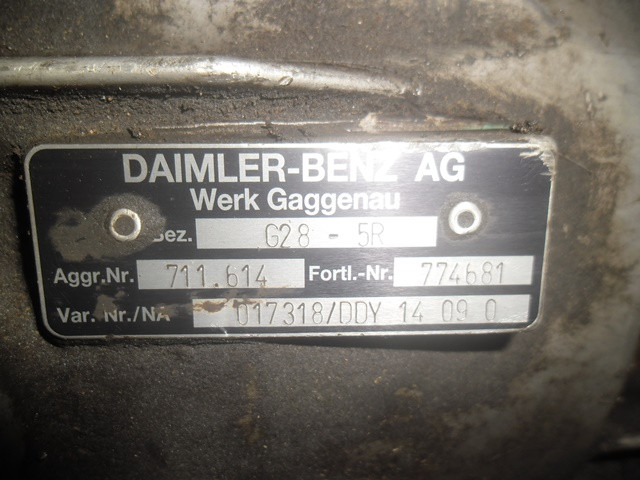 DAIMLER-BENZ AG
Werk Gaggenau
Bez. G28 - 5R
Aggr.Nr. 711.614 Fortl.-Nr. 774681
Var. Nr./NA 017318/DDY 14 09 0